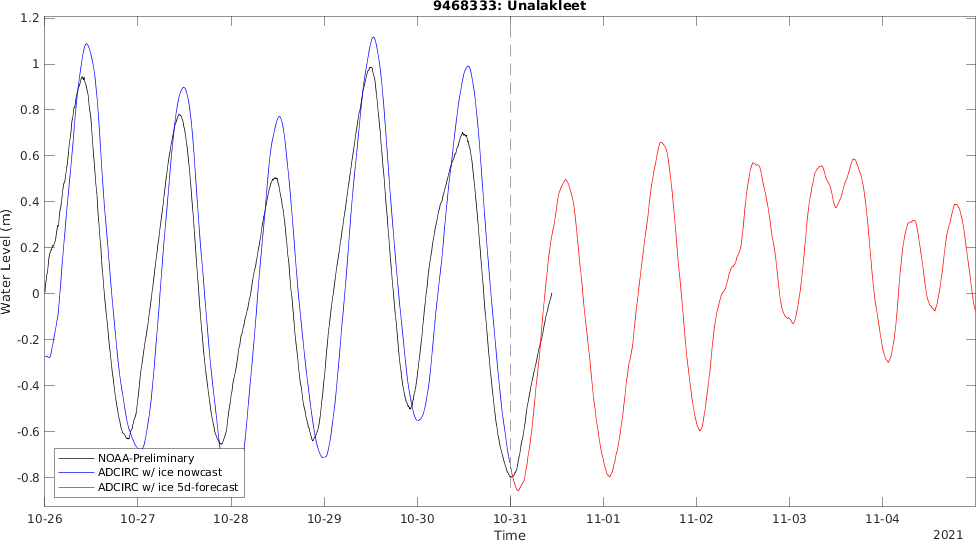 9468333: Unalakleet
1.2
1
0.8
0.6
0.4
0.2
0
-0.2
-0.4
-0.6
-0.8
Water Level (m)
NOAA-Preliminary
ADCIRC w/ ice nowcast
ADCIRC w/ ice 5d-forecast
10-26 10-27 10-28 10-29 10-30 10-31 11-01 11-02 11-03 11-04
Time
2021